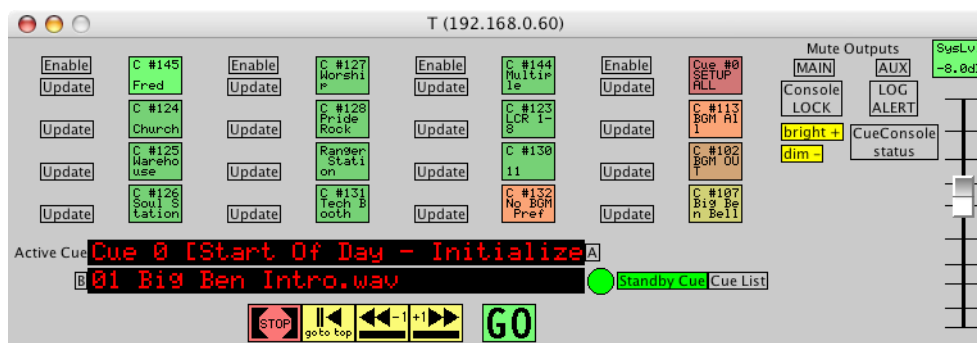 T (192.168.0.60)
Mute Outputs
SysLv
-8.0d
Enable
C #145
Fred
Enable
C #127
Worshi
p
Enable
C #144
Multip
le
Enable
Cue #0
SETUP
ALL
MAIN
AUX
Update
Update
Update
Update
Console
LOCK
LOG
ALERT
Update
C #124
Church
Update
C #128
Pride
Rock
Update
C #123
LCR 1-
8
Update
C #113
BGM Al
l
bright +
dim -
CueConsole
status
Update
C #125
Wareho
use
Update
Ranger
Stati
on
Update
C #130
11
Update
C #102
BGM OU
T
Update
C #126
Soul S
tation
Update
C #131
Tech B
ooth
Update
C #132
No BGM
Pref
Update
C #107
Big Be
n Bell
Active Cue
Cue 0 [Start Of Day - Initialize
A
B
01 Big Ben Intro.wav
Standby Cue
Cue List
STOP
go to top
-1
+1
GO